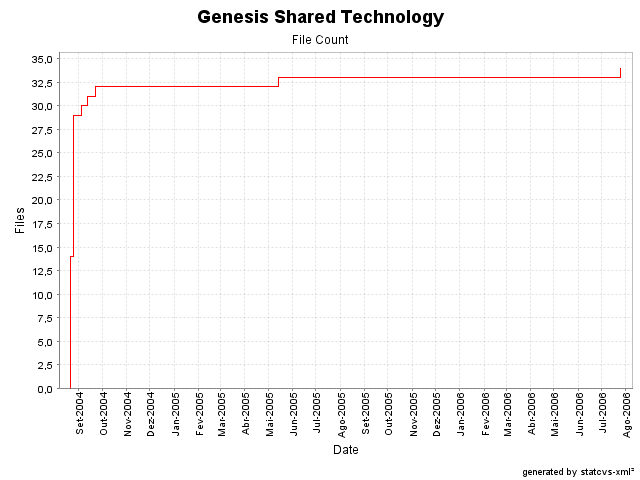 Genesis Shared Technology
File Count
35,0
32,5
30,0
27,5
25,0
22,5
20,0
17,5
15,0
12,5
10,0
7,5
5,0
2,5
0,0
Files
Set-2004
Out-2004
Nov-2004
Dez-2004
Jan-2005
Fev-2005
Mar-2005
Abr-2005
Mai-2005
Jun-2005
Jul-2005
Ago-2005
Set-2005
Out-2005
Nov-2005
Dez-2005
Jan-2006
Fev-2006
Mar-2006
Abr-2006
Mai-2006
Jun-2006
Jul-2006
Ago-2006
Date
generated by statcvs-xml²